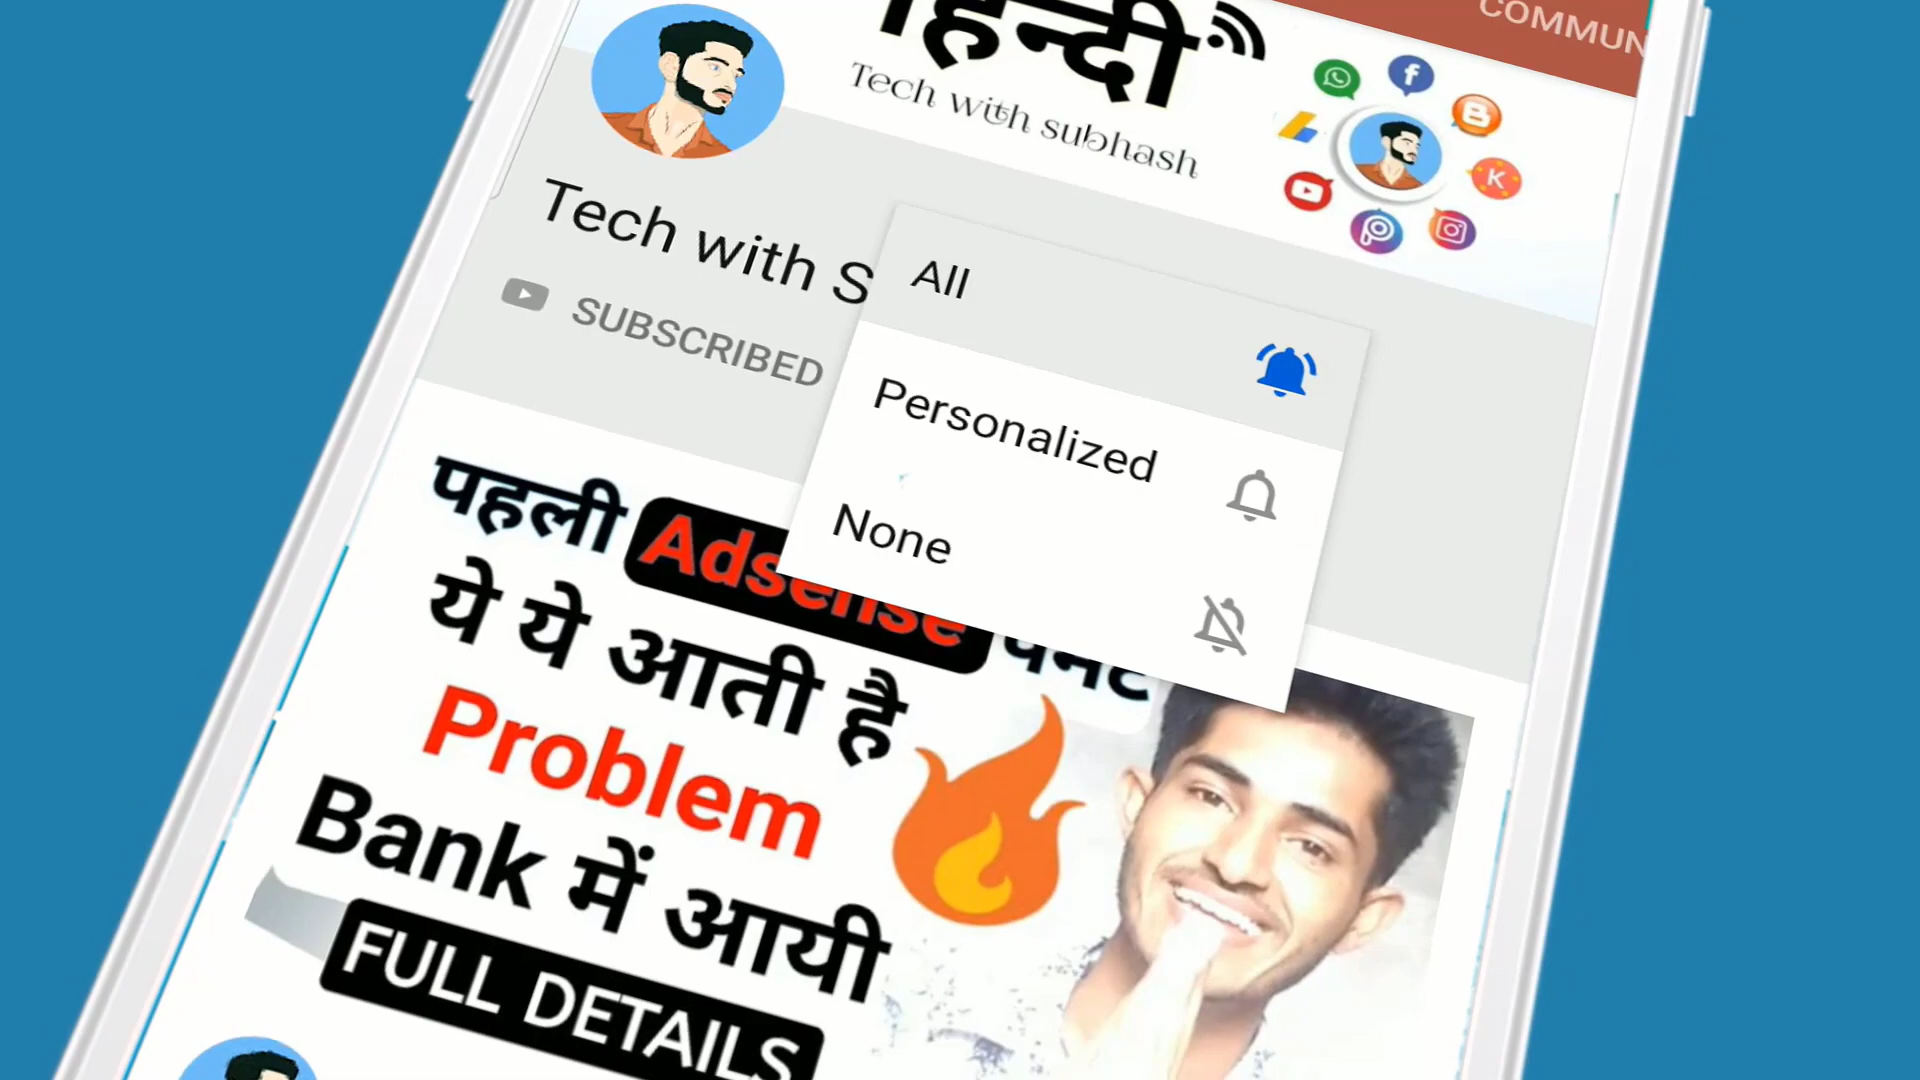 COMMUN
हिन्दी
Tech with subhash
Tech with S
SUBSCRIBED
All
Personalized
None
पहली Adsense
ये ये आती है
Problem
Bank में आयी
FULL DETAILS